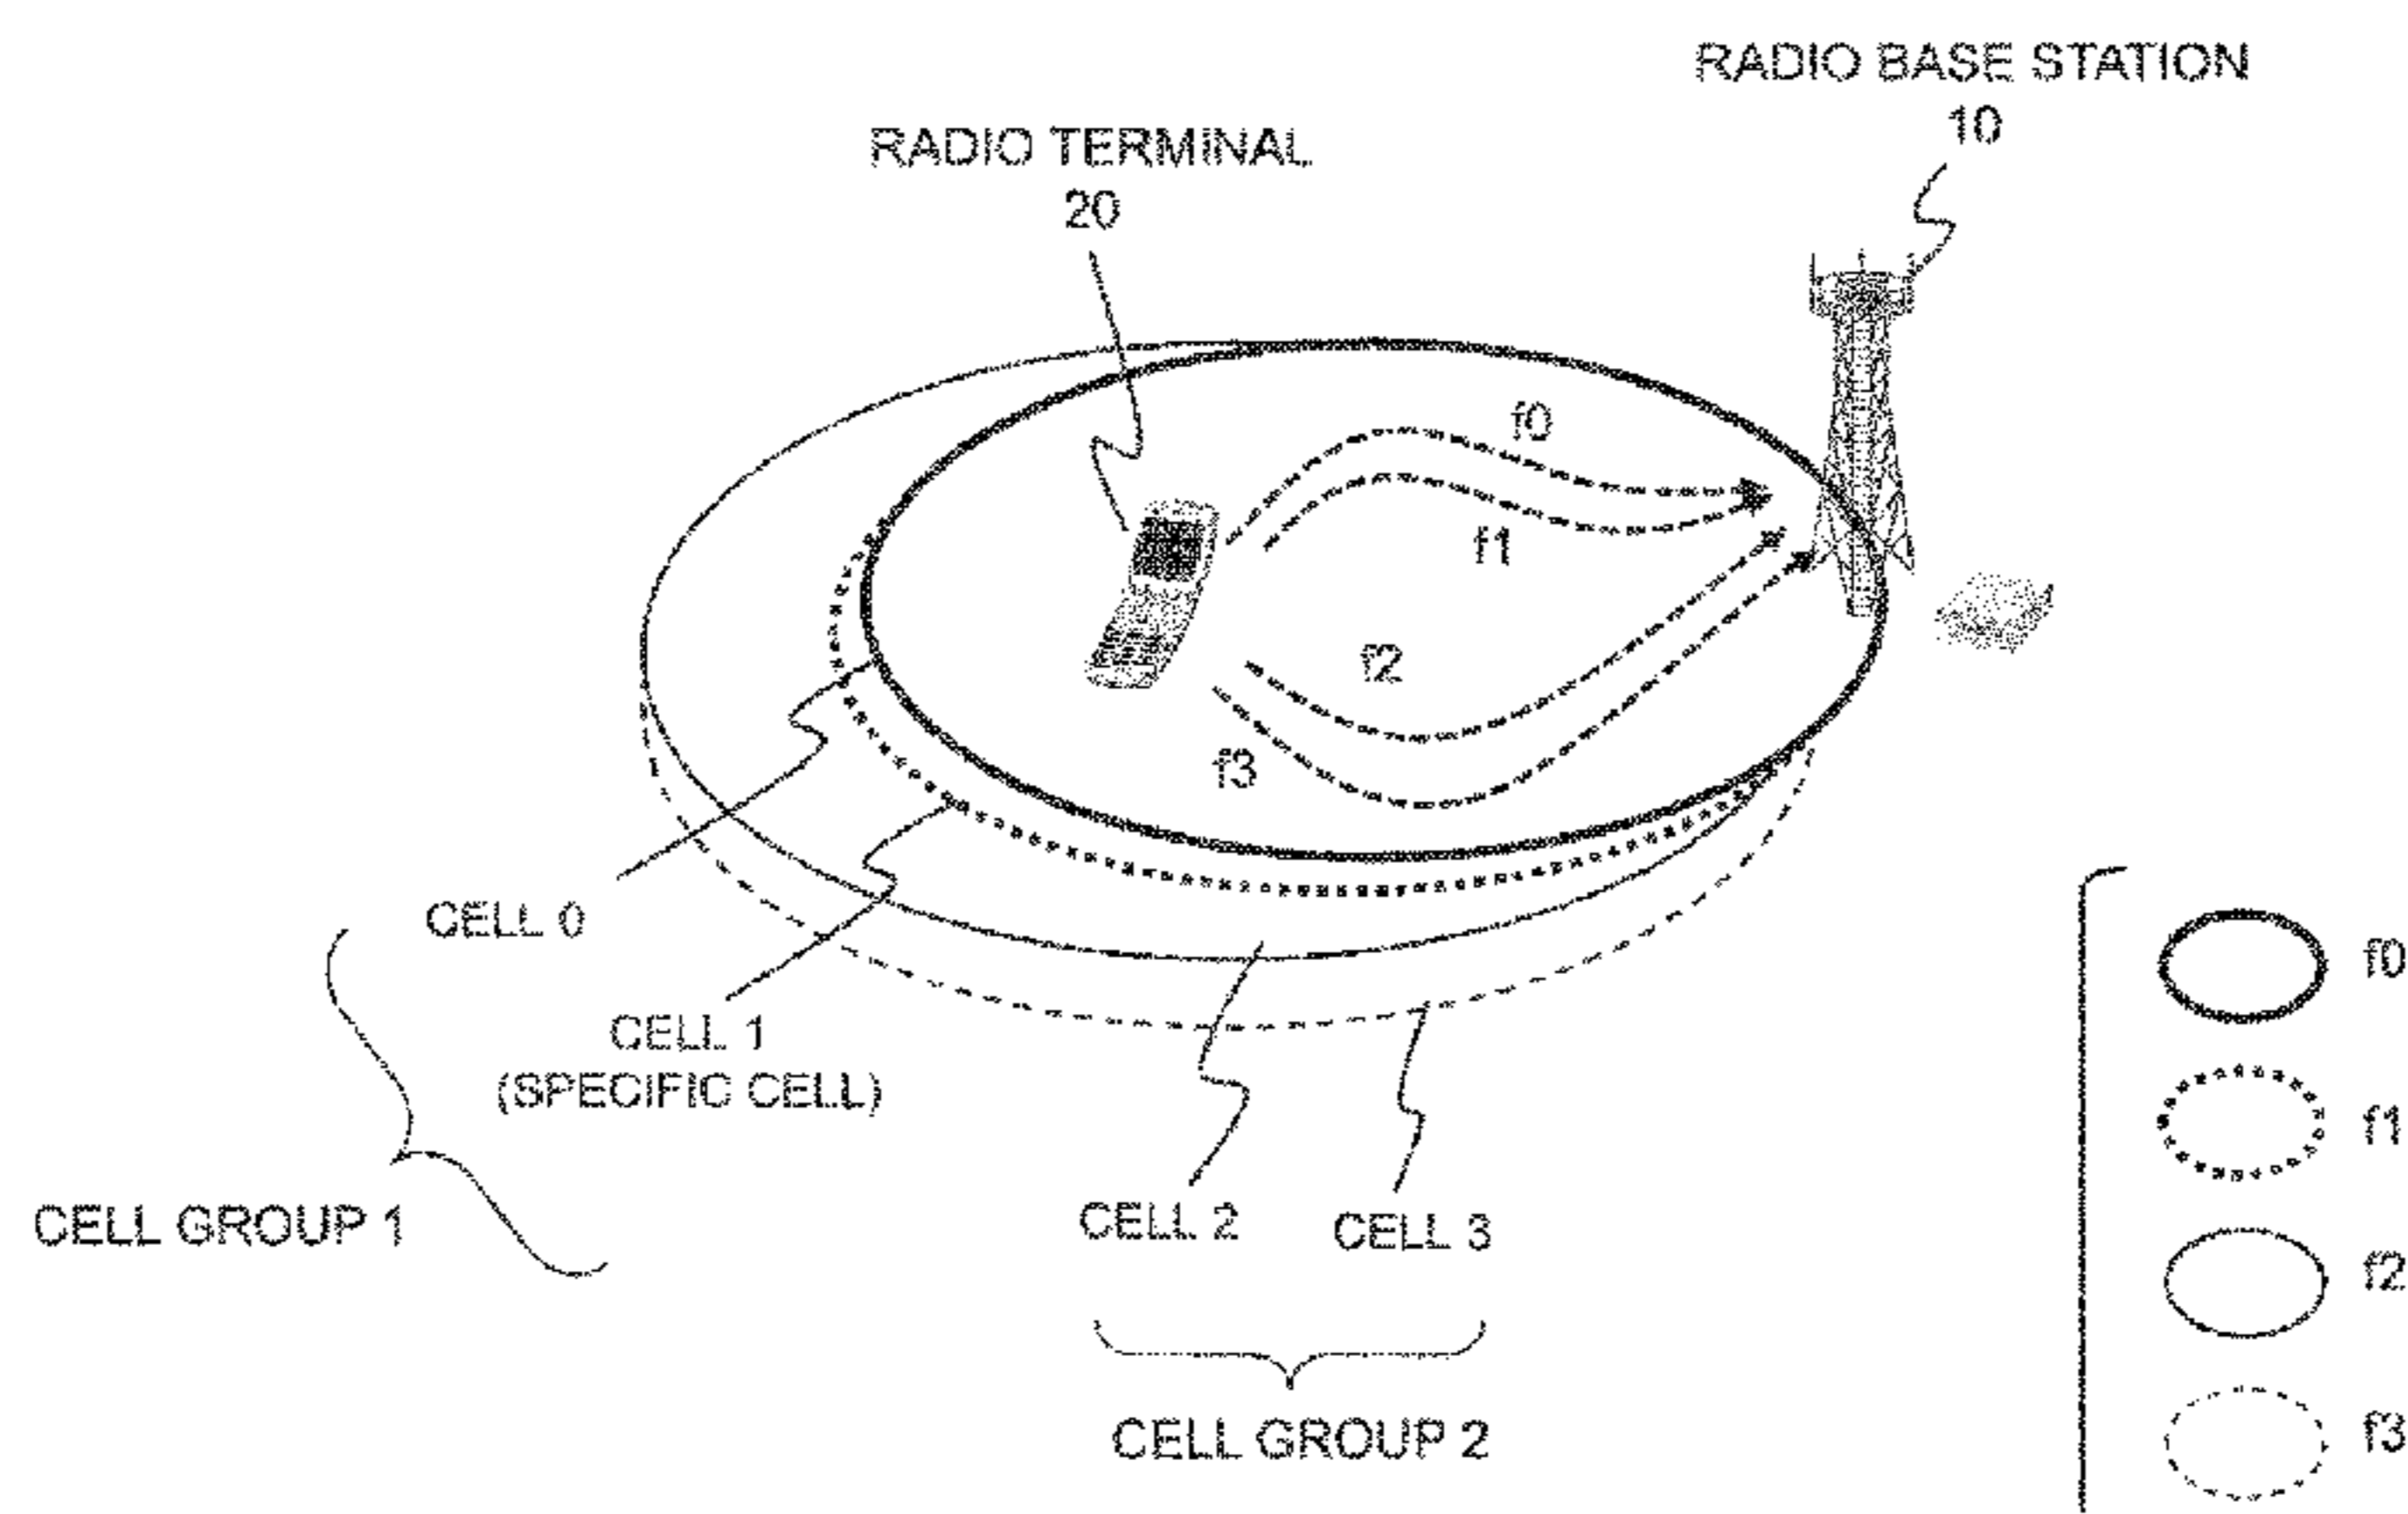 RADIO BASE STATION
10
RADIO TERMINAL
20
f0
f1
f2
f3
CELL 0
CELL 1
(SPECIFIC CELL)
CELL GROUP 1
CELL 2
CELL 3
CELL GROUP 2
f0
f1
f2
f3